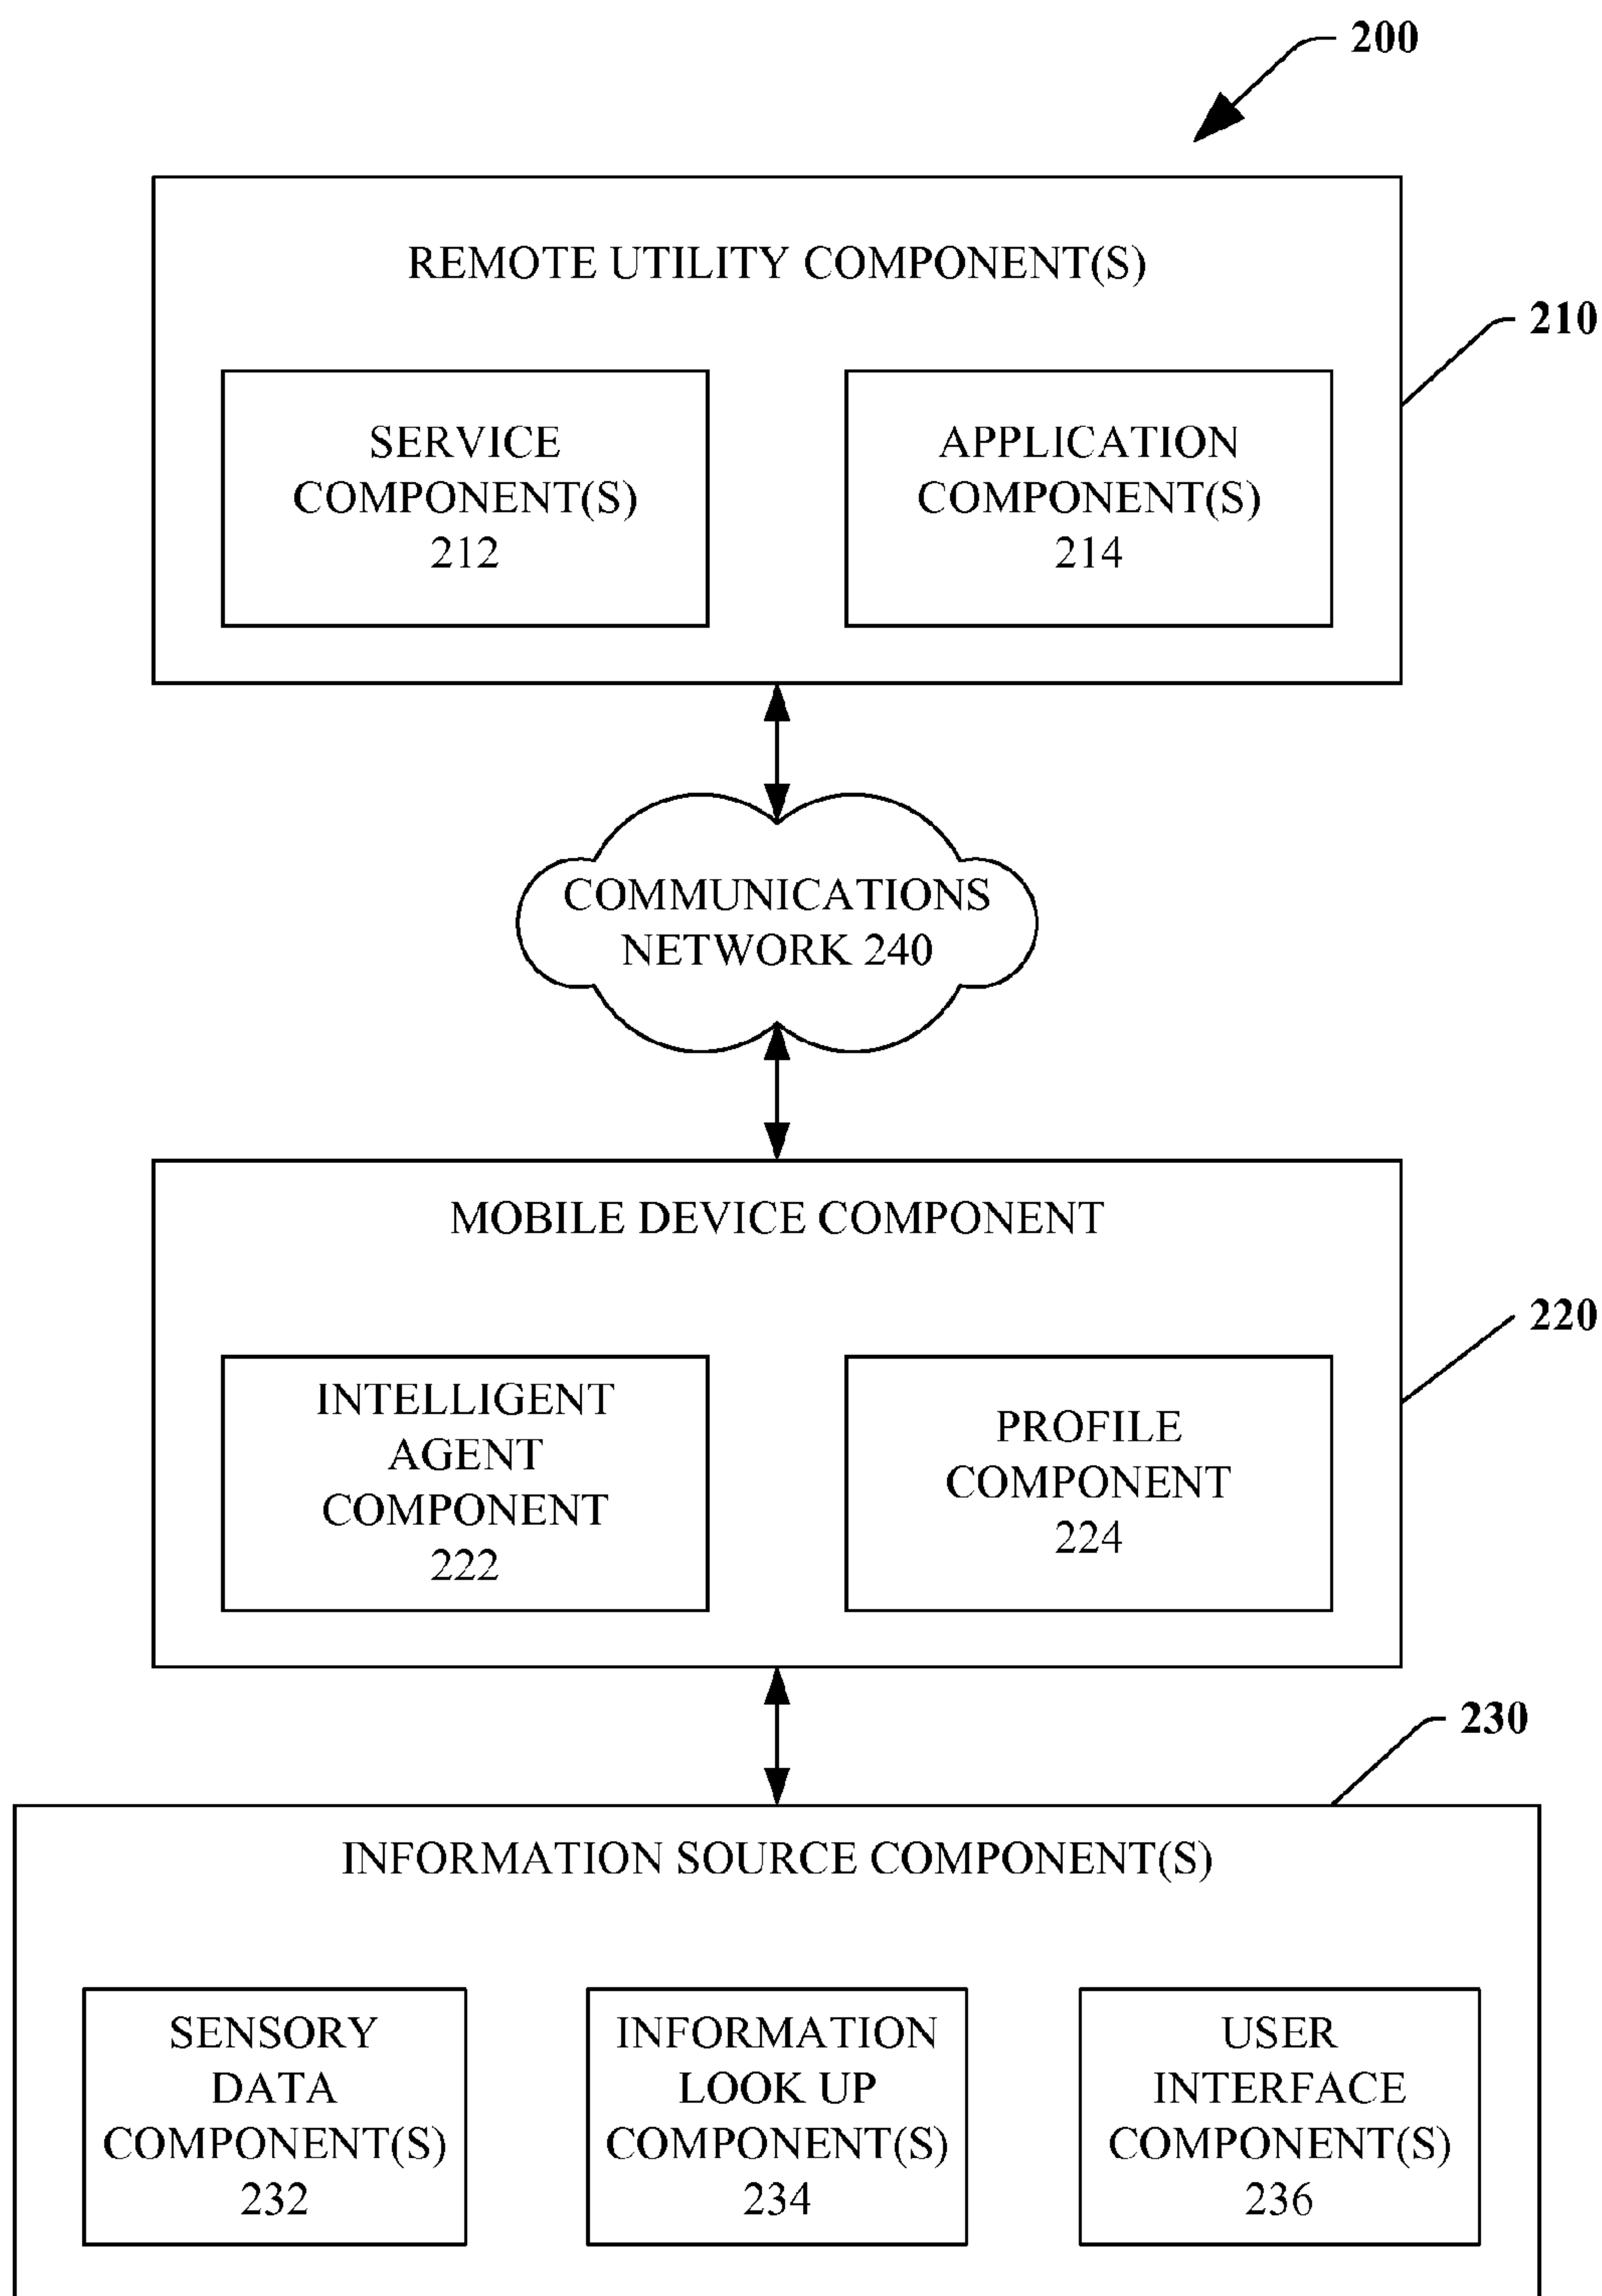 200
REMOTE UTILITY COMPONENT(S)
210
SERVICE
COMPONENT(S)
212
APPLICATION
COMPONENT(S)
214
COMMUNICATIONS
NETWORK 240
MOBILE DEVICE COMPONENT
220
INTELLIGENT
AGENT
COMPONENT
222
PROFILE
COMPONENT
224
230
INFORMATION SOURCE COMPONENT(S)
SENSORY
DATA
COMPONENT(S)
232
INFORMATION
LOOK UP
COMPONENT(S)
234
USER
INTERFACE
COMPONENT(S)
236